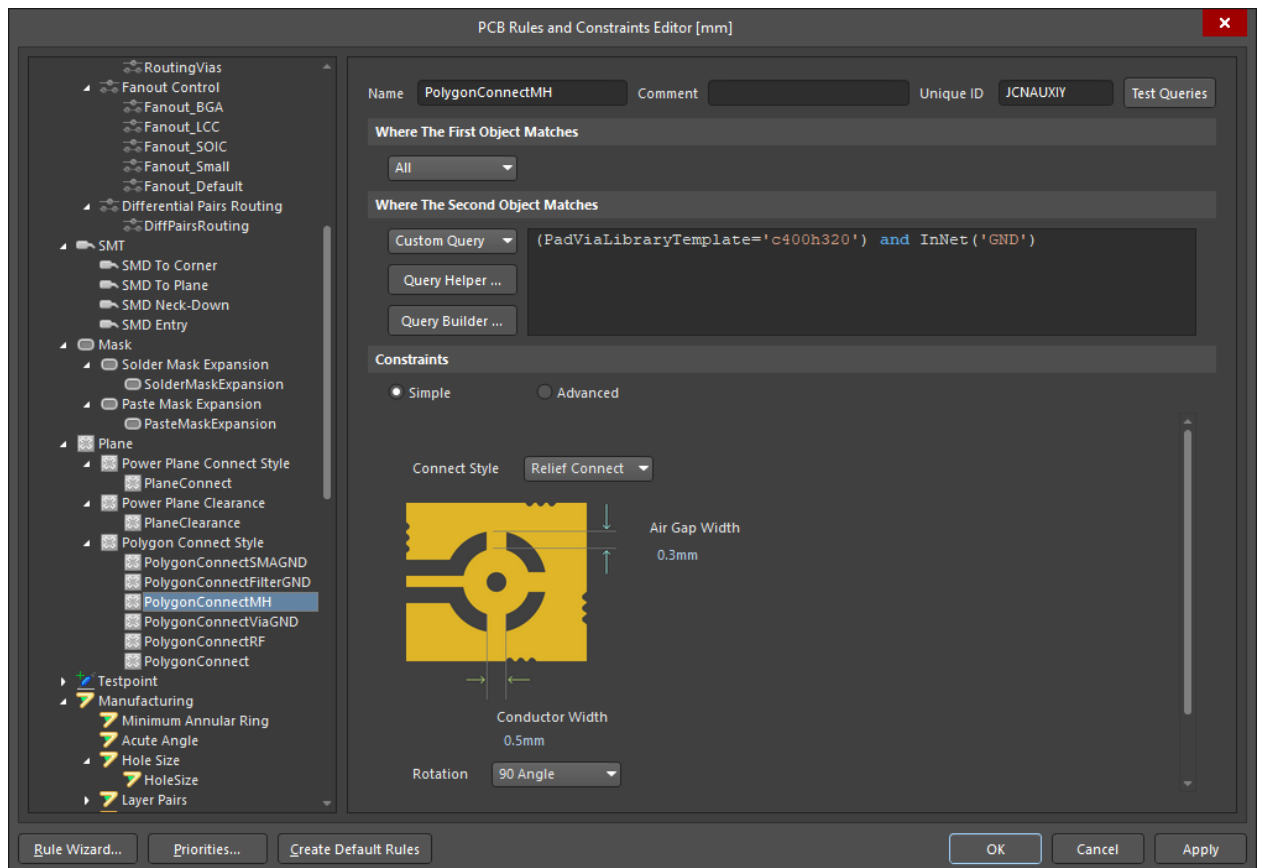 PCB Rules and Constraints Editor [mm]
RoutingVias
Fanout Control
Fanout_BGA
Fanout_LCC
Fanout_SOIC
Fanout_Small
Fanout_Default
Differential Pairs Routing
DiffPairsRouting
SMT
SMD To Corner
SMD To Plane
SMD Neck-Down
SMD Entry
Mask
Solder Mask Expansion
SolderMaskExpansion
Paste Mask Expansion
PasteMaskExpansion
Plane
Power Plane Connect Style
PlaneConnect
Power Plane Clearance
PlaneClearance
Polygon Connect Style
PolygonConnectSMAGND
PolygonConnectFilterGND
PolygonConnectMH
PolygonConnectViaGND
PolygonConnectRF
PolygonConnect
Testpoint
Manufacturing
Minimum Annular Ring
Acute Angle
Hole Size
HoleSize
Layer Pairs
Name PolygonConnectMH Comment Unique ID JCNAUXIY Test Queries
Where The First Object Matches
All
Where The Second Object Matches
Custom Query (PadViaLibraryTemplate='c400h320') and InNet('GND')
Query Helper ...
Query Builder ...
Constraints
Simple Advanced
Connect Style Relief Connect
Air Gap Width
0.3mm
Conductor Width
0.5mm
Rotation 90 Angle
Rule Wizard... Priorities... Create Default Rules OK Cancel Apply